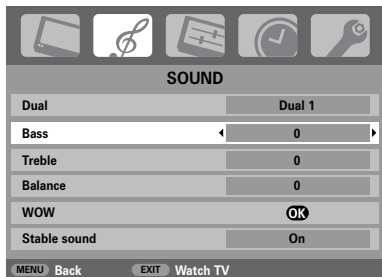 SOUND
Dual Dual 1
Bass 0
Treble 0
Balance 0
WOW OK
Stable sound On
MENU Back EXIT Watch TV